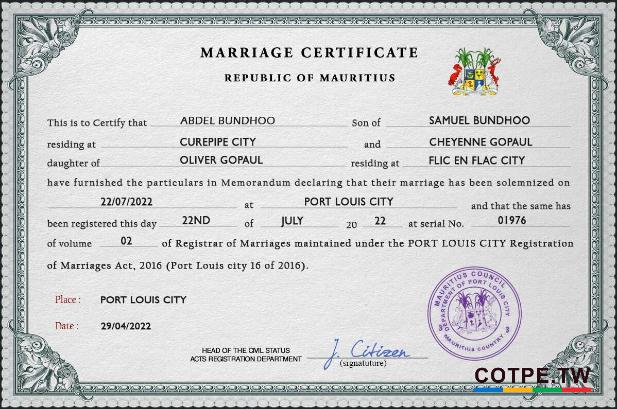 MARRIAGE CERTIFICATE
REPUBLIC OF MAURITIUS
This is to Certify that ABDEL BUNDHOO Son of SAMUEL BUNDHOO
residing at CUREPIPE CITY and CHEYENNE GOPAUL
daughter of OLIVER GOPAUL residing at FLIC EN FLAC CITY
have furnished the particulars in Memorandum declaring that their marriage has been solemnized on
22/07/2022 at PORT LOUIS CITY and that the same has
been registered this day 22ND of JULY 20 22 at serial No. 01976
of volume 02 of Registrar of Marriages maintained under the PORT LOUIS CITY Registration
of Marriages Act, 2016 (Port Louis city 16 of 2016).
Place : PORT LOUIS CITY
Date : 29/04/2022
MAURITIUS COUNCIL
DEPARTMENT OF PORT LOUIS CITY
MAURITIUS COUNTRY
HEAD OF THE CIVIL STATUS
ACTS REGISTRATION DEPARTMENT
J. Citizen
(signatuture)
COTPE.TW